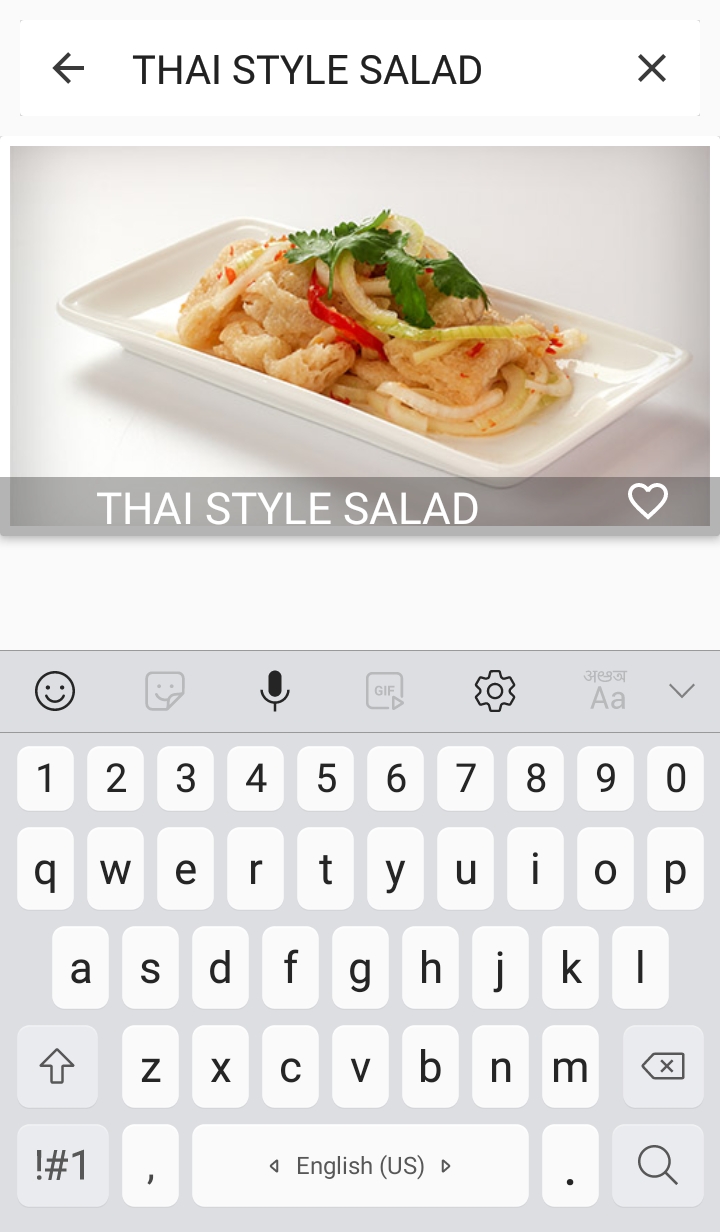 THAI STYLE SALAD
THAI STYLE SALAD
GIF
अawঅ
Aa
1 2 3 4 5 6 7 8 9 0
q w e r t y u i o p
a s d f g h j k l
z x c v b n m
!#1 , English (US) .